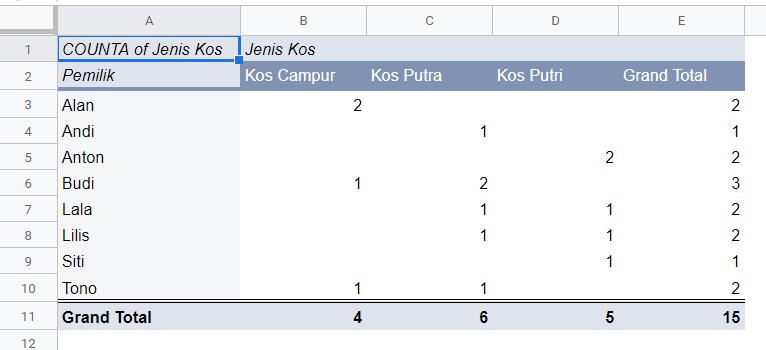 A B C D E
1 COUNTA of Jenis Kos Jenis Kos
2 Pemilik Kos Campur Kos Putra Kos Putri Grand Total
3 Alan 2 2
4 Andi 1 1
5 Anton 2 2
6 Budi 1 2 3
7 Lala 1 1 2
8 Lilis 1 1 2
9 Siti 1 1
10 Tono 1 1 2
11 Grand Total 4 6 5 15
12